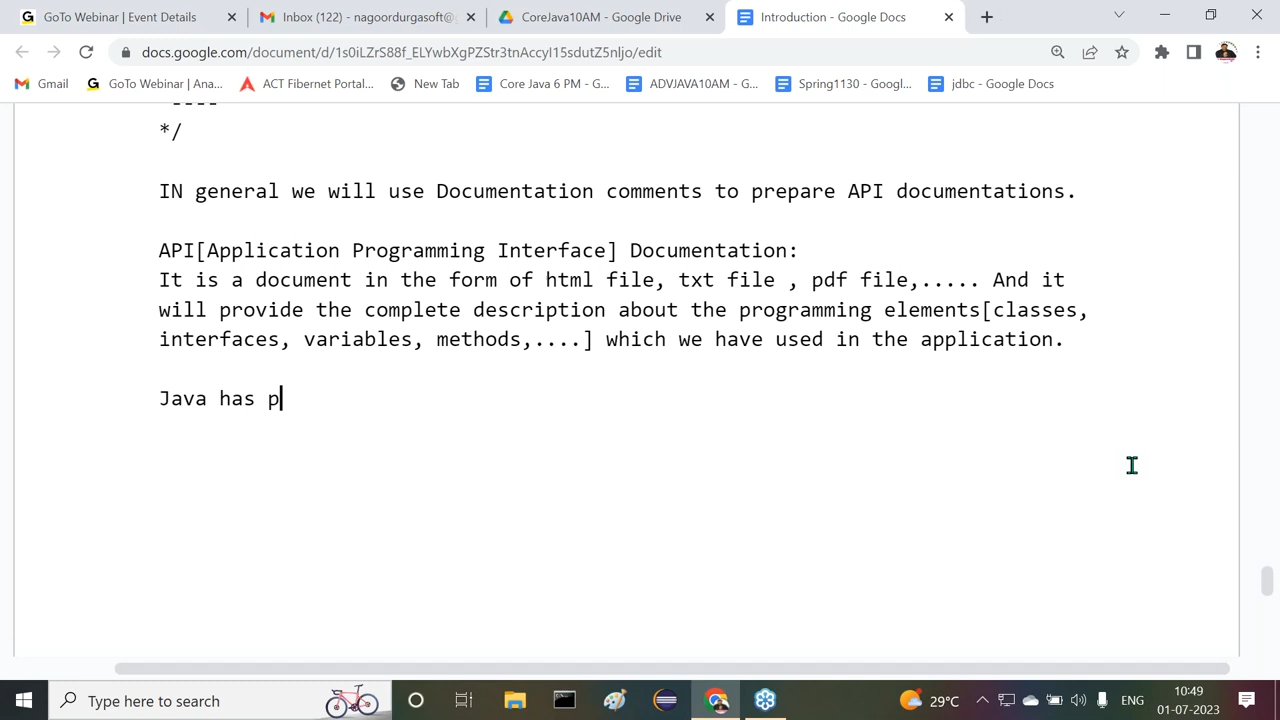 GoTo Webinar | Event Details
Inbox (122) - nagoordurgasoft@
CoreJava10AM - Google Drive
Introduction - Google Docs
docs.google.com/document/d/1s0iLZrS88f_ELYwbXgPZStr3tnAccyI15sdutZ5nIjo/edit
Gmail
GoTo Webinar | Ana...
ACT Fibernet Portal...
New Tab
Core Java 6 PM - G...
ADVJAVA10AM - G...
Spring1130 - Googl...
jdbc - Google Docs
*/
IN general we will use Documentation comments to prepare API documentations.
API[Application Programming Interface] Documentation:
It is a document in the form of html file, txt file , pdf file,..... And it
will provide the complete description about the programming elements[classes,
interfaces, variables, methods,....] which we have used in the application.
Java has p
Type here to search
29°C
ENG
10:49
01-07-2023